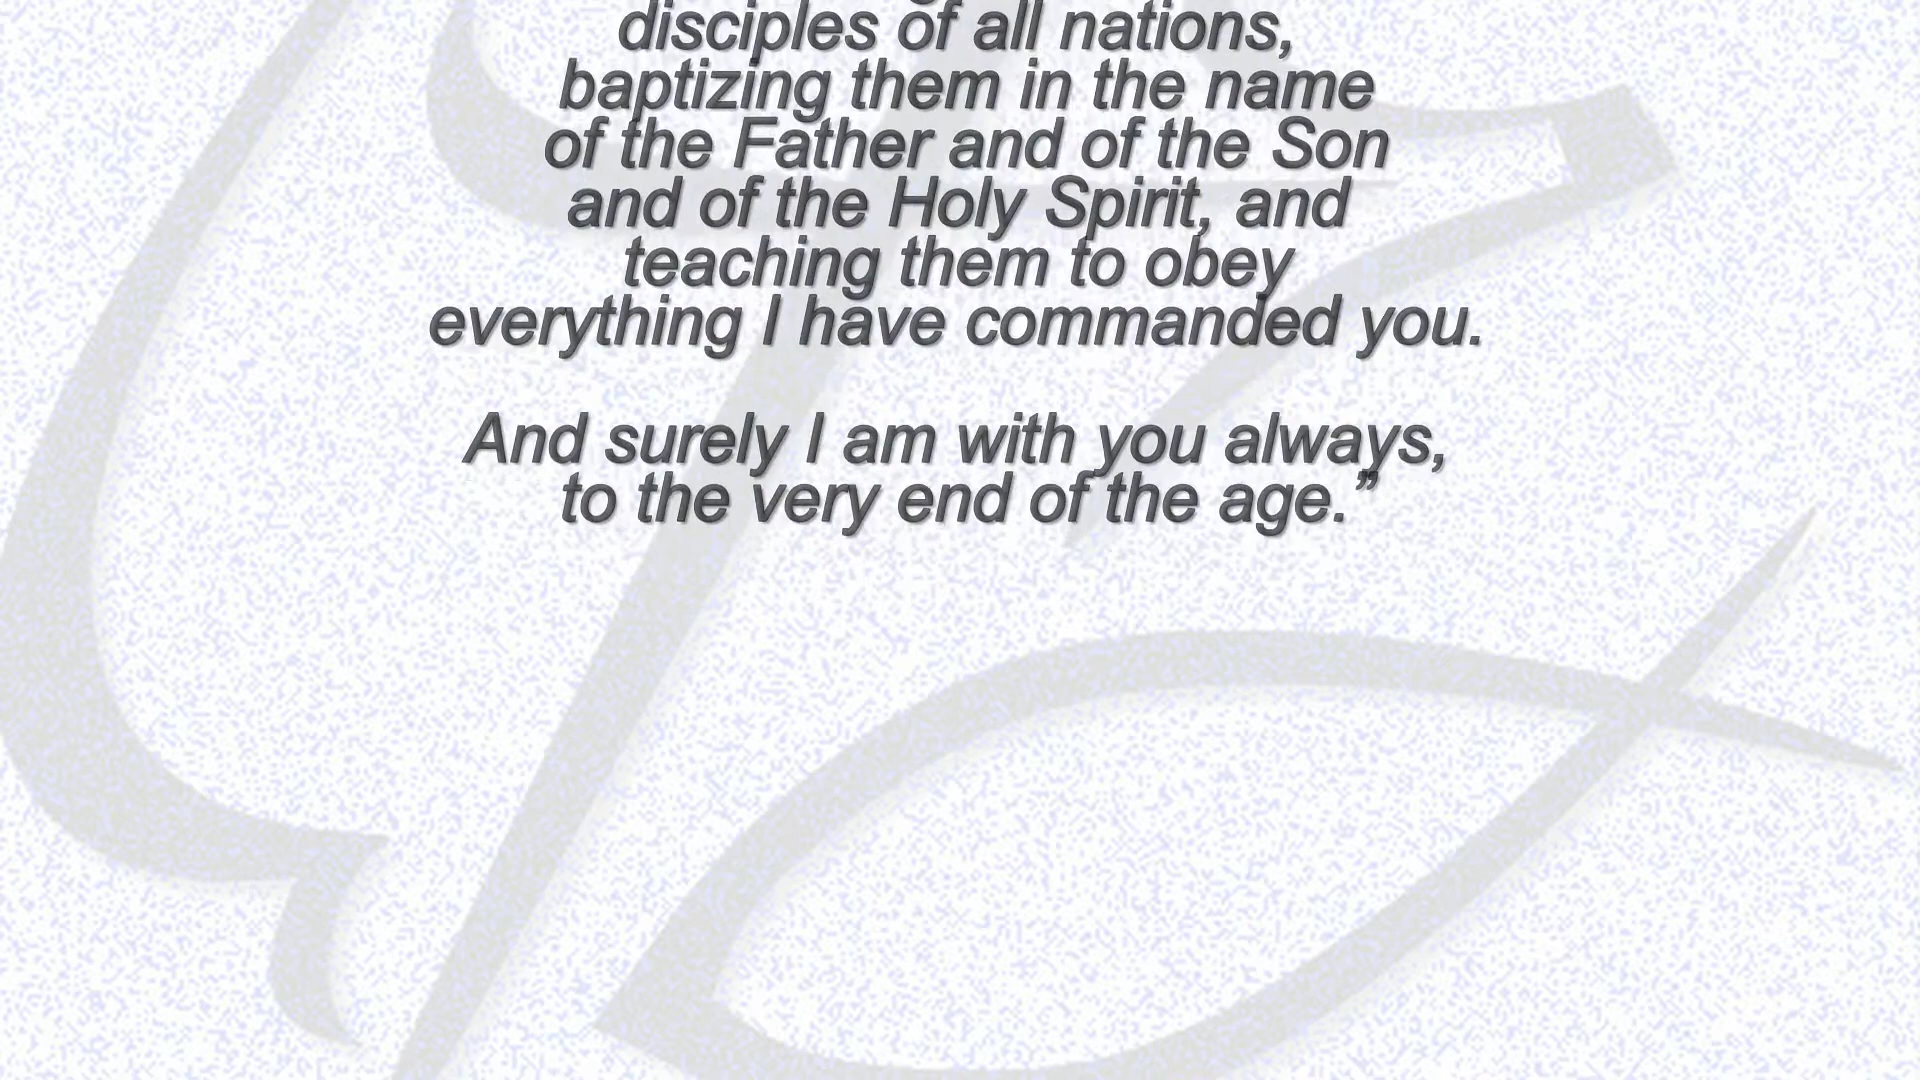 disciples of all nations,
baptizing them in the name
of the Father and of the Son
and of the Holy Spirit, and
teaching them to obey
everything I have commanded you.
And surely I am with you always,
to the very end of the age.”